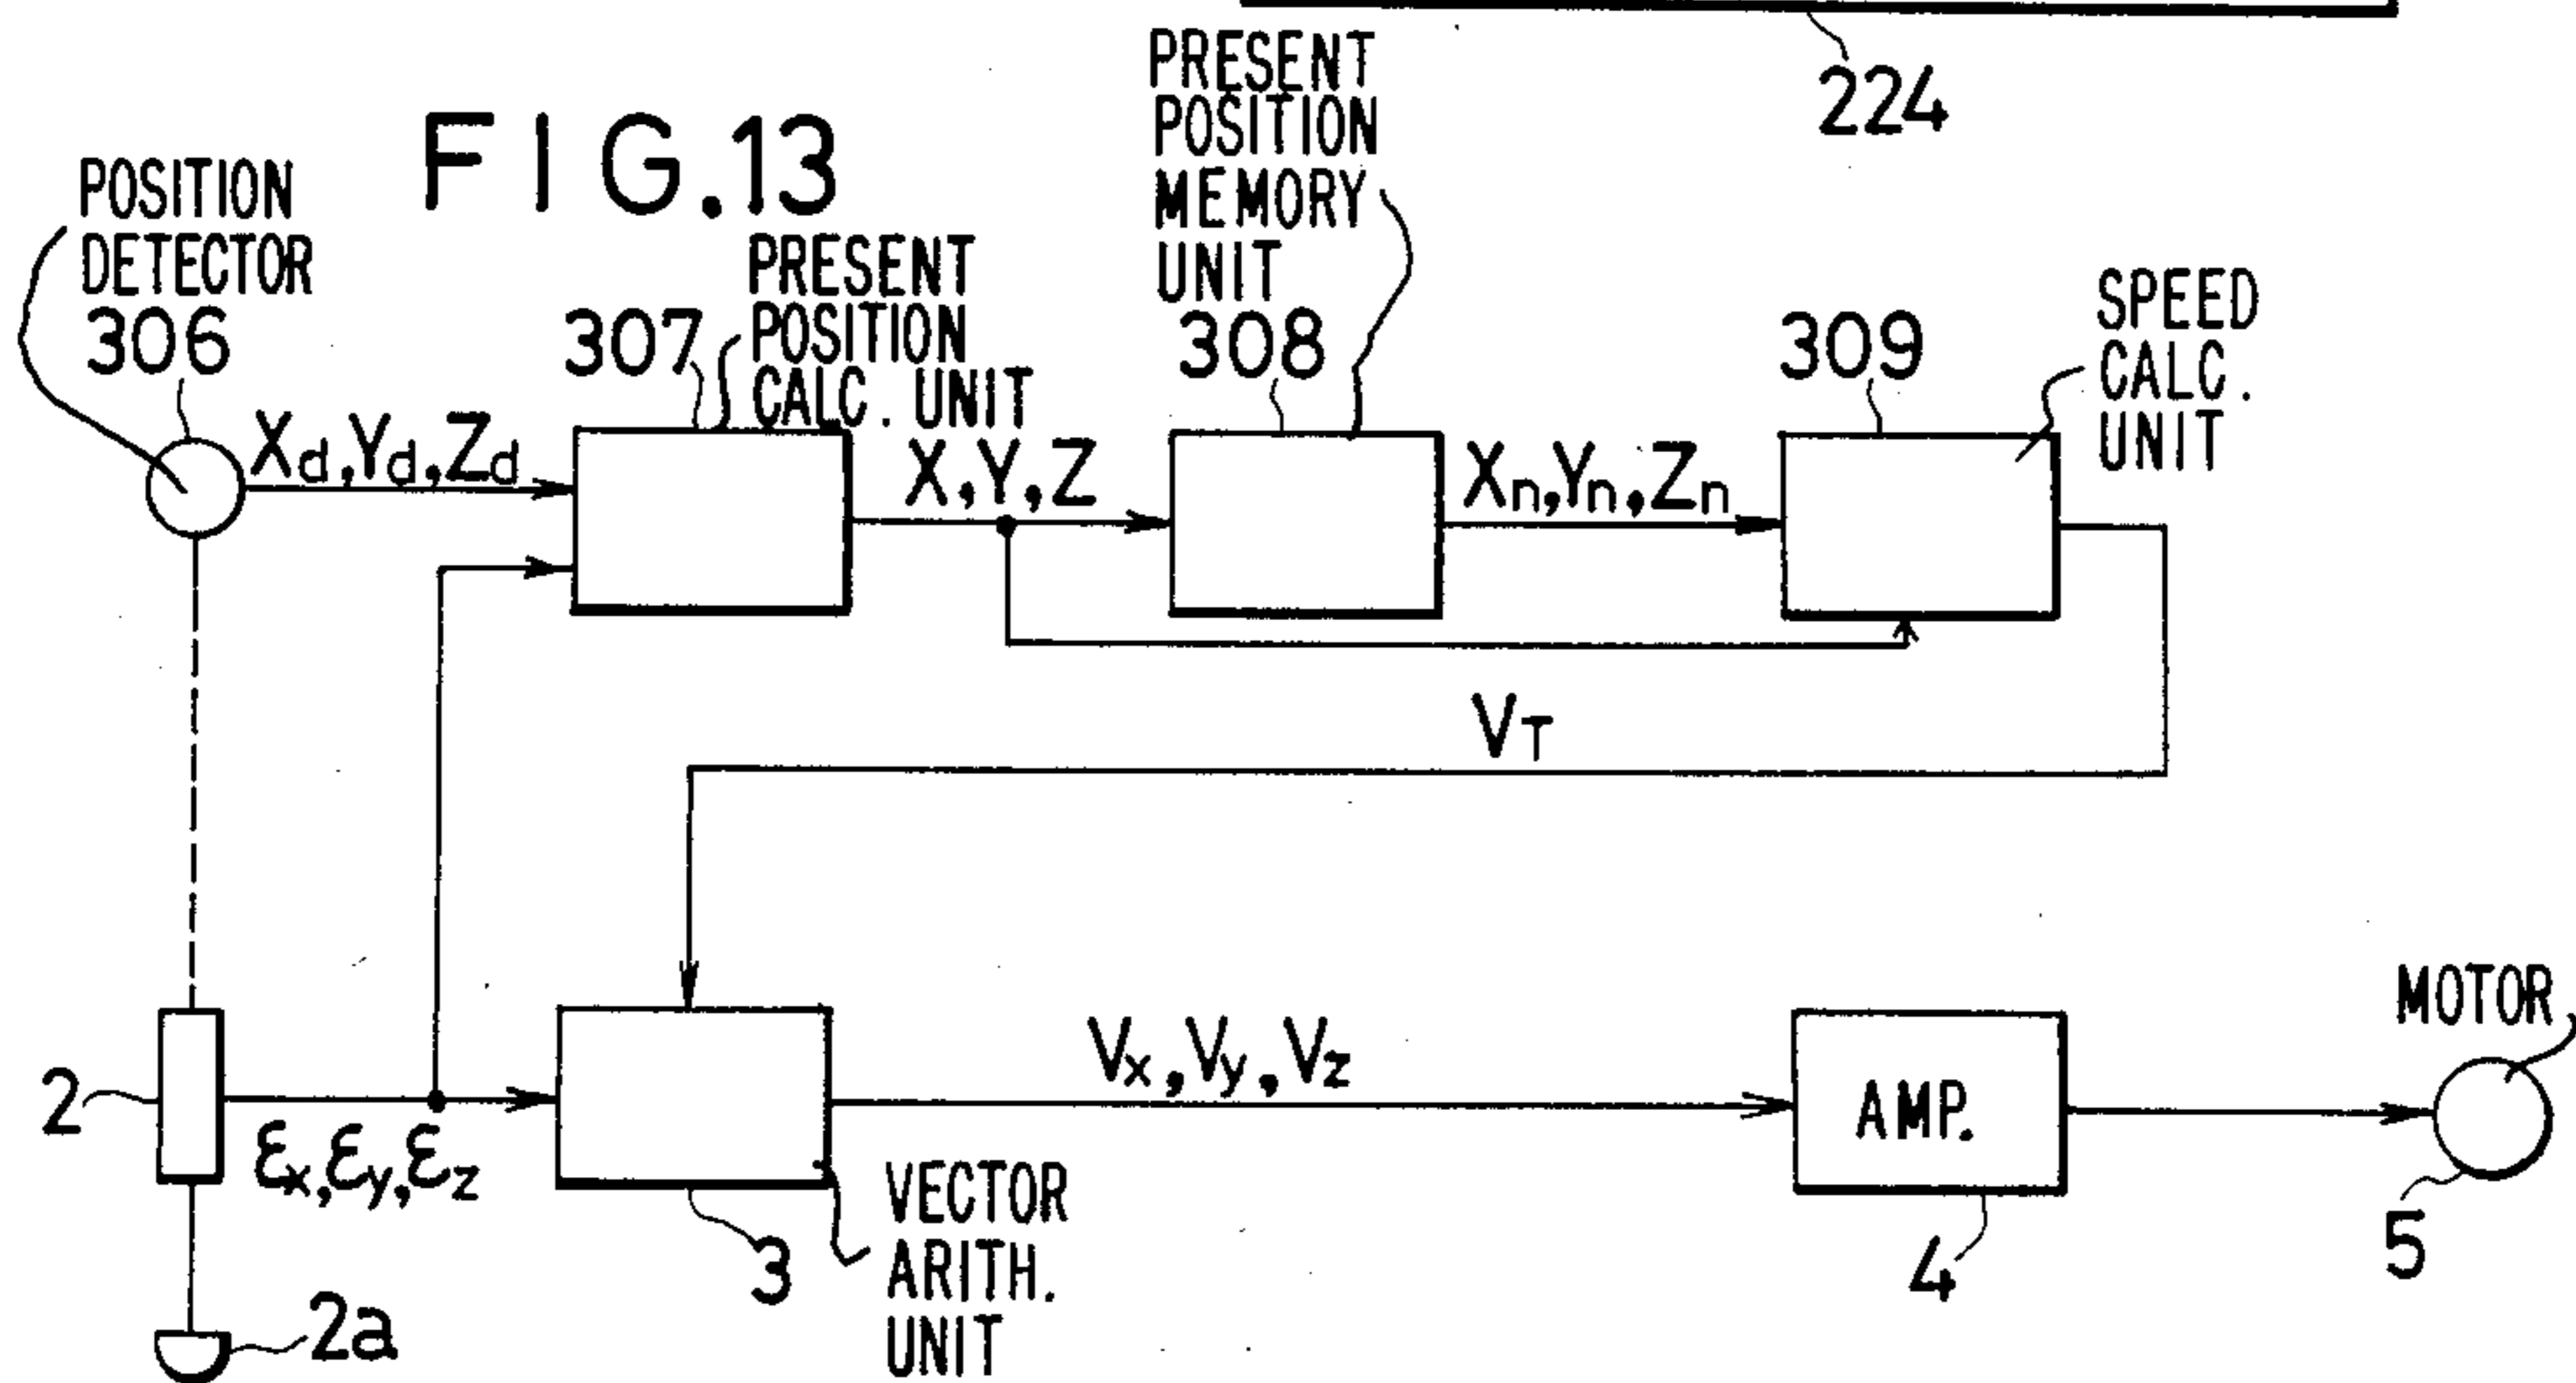 224
FIG.13
POSITION
DETECTOR
306
307
PRESENT
POSITION
CALC. UNIT
PRESENT
POSITION
MEMORY
UNIT
308
309
SPEED
CALC.
UNIT
Xd,Yd,Zd
X,Y,Z
Xn,Yn,Zn
VT
2
εx,εy,εz
2a
3
VECTOR
ARITH.
UNIT
Vx,Vy,Vz
AMP.
4
MOTOR
5